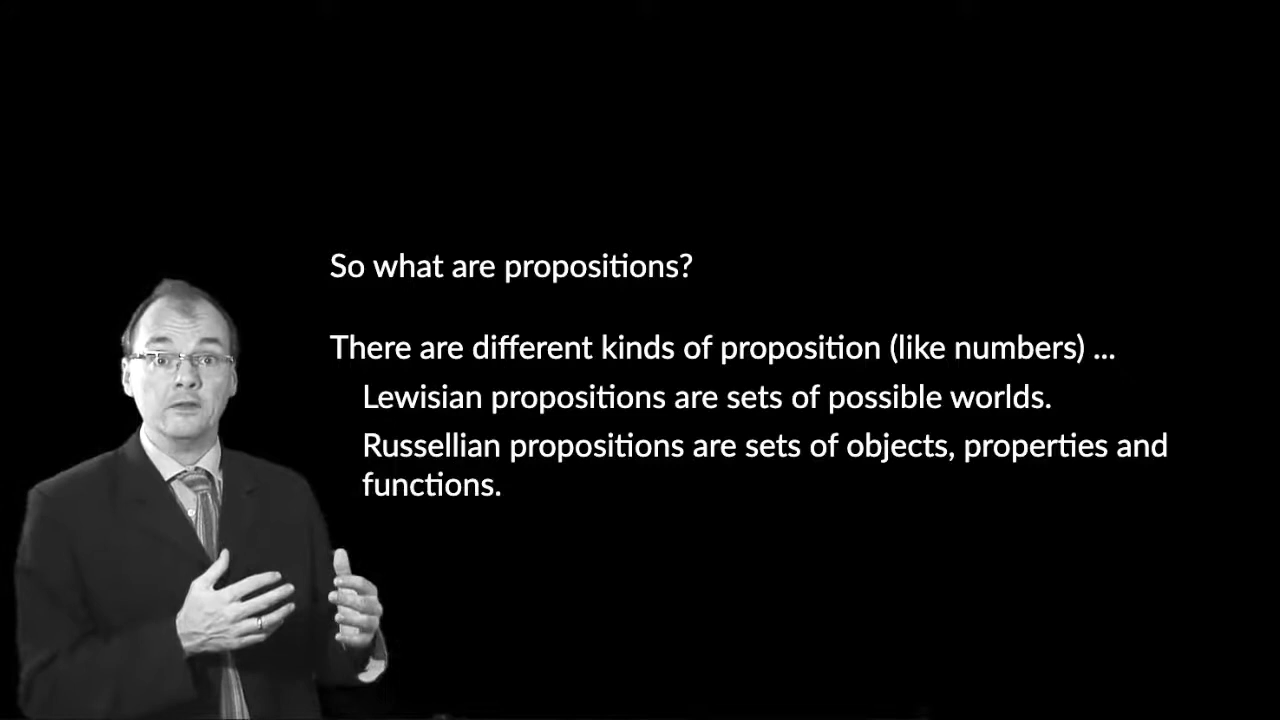 So what are propositions?
There are different kinds of proposition (like numbers) ...
Lewisian propositions are sets of possible worlds.
Russellian propositions are sets of objects, properties and
functions.